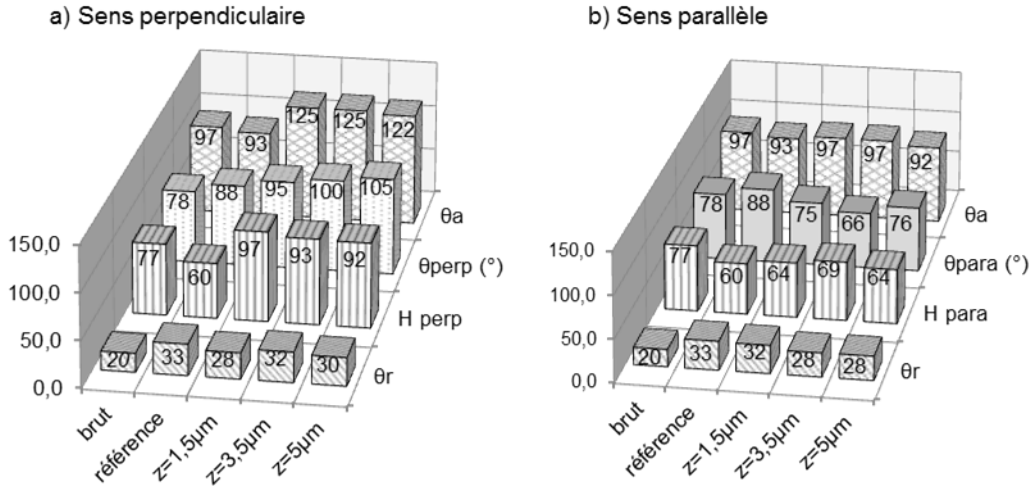 a) Sens perpendiculaire
97 93 125 125 122
78 88 95 100 105
77 60 97 93 92
20 33 28 32 30
150,0
100,0
50,0
0,0
θa
θperp (°)
H perp
θr
brut
référence
z=1,5µm
z=3,5µm
z=5µm
b) Sens parallèle
97 93 97 97 92
78 88 75 66 76
77 60 64 69 64
20 33 32 28 28
150,0
100,0
50,0
0,0
θa
θpara (°)
H para
θr
brut
référence
z=1,5µm
z=3,5µm
z=5µm